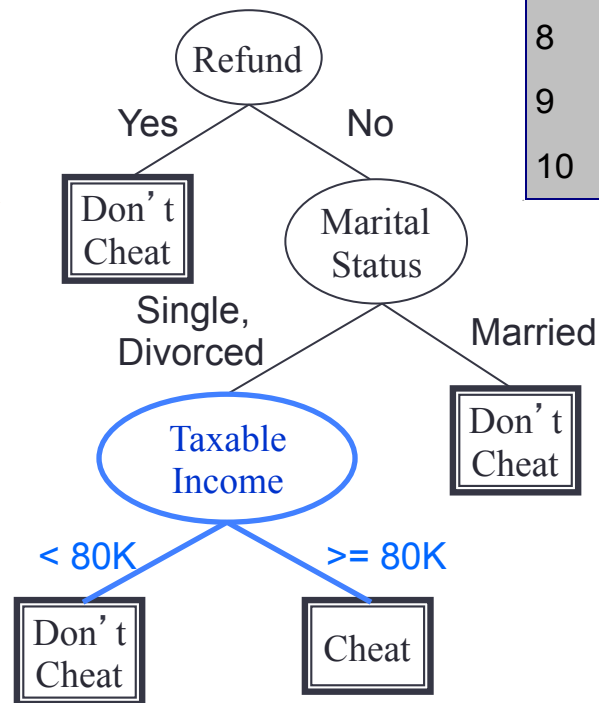 8
Refund
9
Yes
No
10
Don't
Cheat
Marital
Status
Single,
Divorced
Married
Taxable
Income
Don't
Cheat
< 80K
>= 80K
Don't
Cheat
Cheat